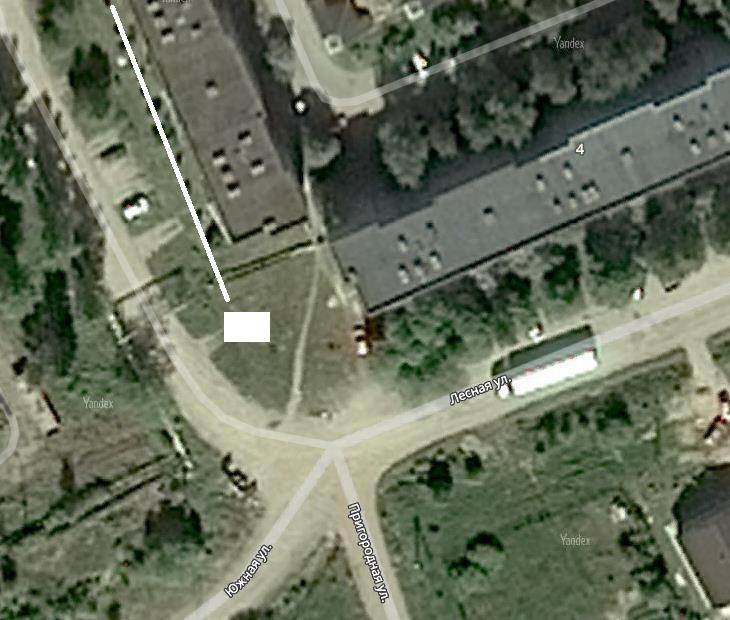 Yandex
Yandex
4
Лесная ул.
Yandex
Пригородная ул.
Южная ул.
Yandex